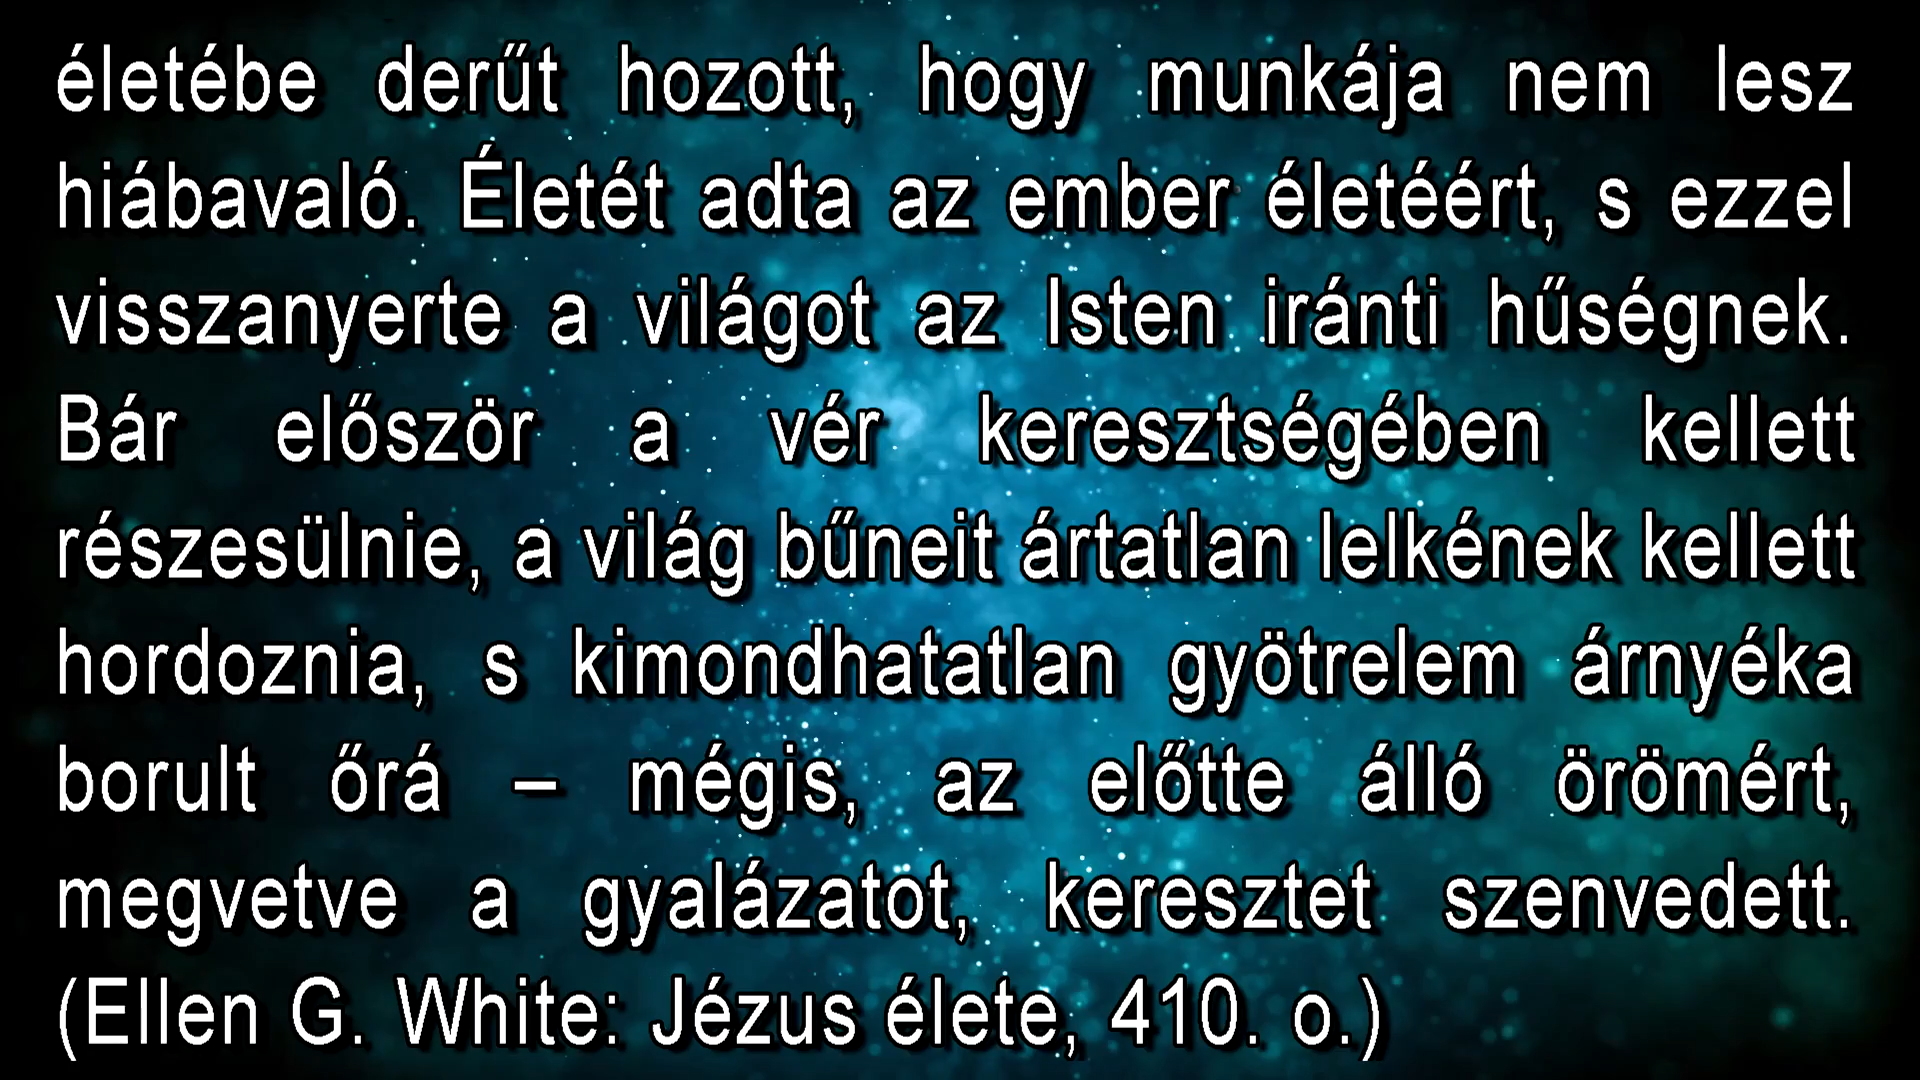 életébe derűt hozott, hogy munkája nem lesz
hiábavaló. Életét adta az ember életéért, s ezzel
visszanyerte a világot az Isten iránti hűségnek.
Bár először a vér keresztségében kellett
részesülnie, a világ bűneit ártatlan lelkének kellett
hordoznia, s kimondhatatlan gyötrelem árnyéka
borult őrá – mégis, az előtte álló örömért,
megvetve a gyalázatot, keresztet szenvedett.
(Ellen G. White: Jézus élete, 410. o.)